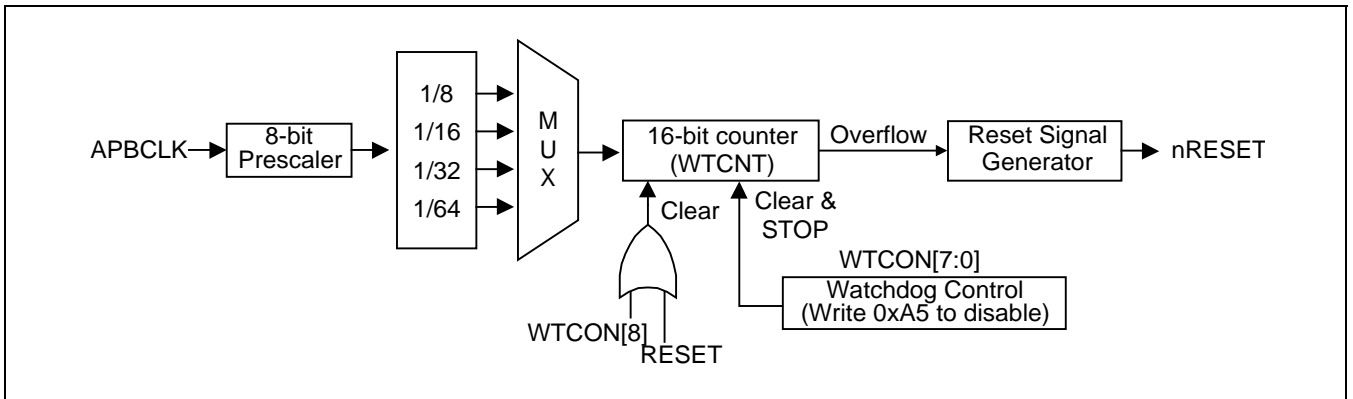 APBCLK
8-bit
Prescaler
1/8
1/16
1/32
1/64
M
U
X
16-bit counter
(WTCNT)
Overflow
Reset Signal
Generator
nRESET
Clear
Clear &
STOP
WTCON[7:0]
Watchdog Control
(Write 0xA5 to disable)
WTCON[8]
RESET